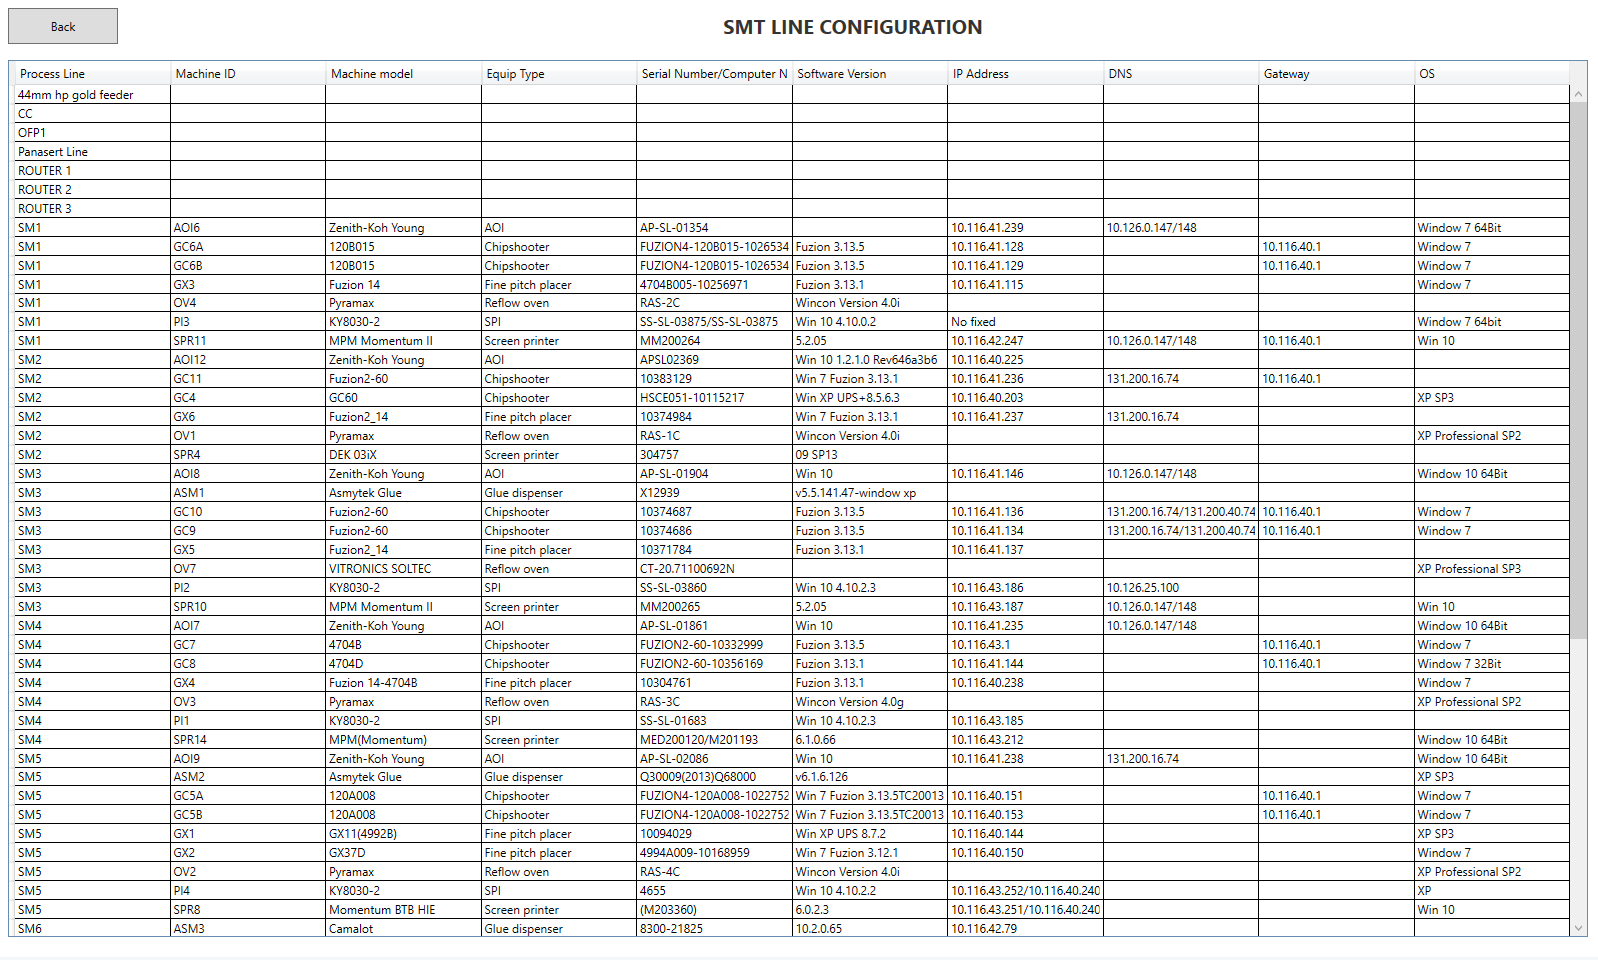 Back
SMT LINE CONFIGURATION
Process Line Machine ID Machine model Equip Type Serial Number/Computer N Software Version IP Address DNS Gateway OS
44mm hp gold feeder
CC
OFP1
Panasert Line
ROUTER 1
ROUTER 2
ROUTER 3
SM1 AOI6 Zenith-Koh Young AOI AP-SL-01354 10.116.41.239 10.126.0.147/148 Window 7 64Bit
SM1 GC6A 120B015 Chipshooter FUZION4-120B015-1026534 Fuzion 3.13.5 10.116.41.128 10.116.40.1 Window 7
SM1 GC6B 120B015 Chipshooter FUZION4-120B015-1026534 Fuzion 3.13.5 10.116.41.129 10.116.40.1 Window 7
SM1 GX3 Fuzion 14 Fine pitch placer 4704B005-10256971 Fuzion 3.13.1 10.116.41.115 Window 7
SM1 OV4 Pyramax Reflow oven RAS-2C Wincon Version 4.0i
SM1 PI3 KY8030-2 SPI SS-SL-03875/SS-SL-03875 Win 10 4.10.0.2 No fixed Window 7 64bit
SM1 SPR11 MPM Momentum II Screen printer MM200264 5.2.05 10.116.42.247 10.126.0.147/148 10.116.40.1 Win 10
SM2 AOI12 Zenith-Koh Young AOI APSL02369 Win 10 1.2.1.0 Rev646a3b6 10.116.40.225
SM2 GC11 Fuzion2-60 Chipshooter 10383129 Win 7 Fuzion 3.13.1 10.116.41.236 131.200.16.74 10.116.40.1
SM2 GC4 GC60 Chipshooter HSCE051-10115217 Win XP UPS+8.5.6.3 10.116.40.203 XP SP3
SM2 GX6 Fuzion2_14 Fine pitch placer 10374984 Win 7 Fuzion 3.13.1 10.116.41.237 131.200.16.74
SM2 OV1 Pyramax Reflow oven RAS-1C Wincon Version 4.0i XP Professional SP2
SM2 SPR4 DEK 03iX Screen printer 304757 09 SP13
SM3 AOI8 Zenith-Koh Young AOI AP-SL-01904 Win 10 10.116.41.146 10.126.0.147/148 Window 10 64Bit
SM3 ASM1 Asmytek Glue Glue dispenser X12939 v5.5.141.47-window xp
SM3 GC10 Fuzion2-60 Chipshooter 10374687 Fuzion 3.13.5 10.116.41.136 131.200.16.74/131.200.40.74 10.116.40.1 Window 7
SM3 GC9 Fuzion2-60 Chipshooter 10374686 Fuzion 3.13.5 10.116.41.134 131.200.16.74/131.200.40.74 10.116.40.1 Window 7
SM3 GX5 Fuzion2_14 Fine pitch placer 10371784 Fuzion 3.13.1 10.116.41.137
SM3 OV7 VITRONICS SOLTEC Reflow oven CT-20.71100692N XP Professional SP3
SM3 PI2 KY8030-2 SPI SS-SL-03860 Win 10 4.10.2.3 10.116.43.186 10.126.25.100
SM3 SPR10 MPM Momentum II Screen printer MM200265 5.2.05 10.116.43.187 10.126.0.147/148 Win 10
SM4 AOI7 Zenith-Koh Young AOI AP-SL-01861 Win 10 10.116.41.235 10.126.0.147/148 Window 10 64Bit
SM4 GC7 4704B Chipshooter FUZION2-60-10332999 Fuzion 3.13.5 10.116.43.1 10.116.40.1 Window 7
SM4 GC8 4704D Chipshooter FUZION2-60-10356169 Fuzion 3.13.1 10.116.41.144 10.116.40.1 Window 7 32Bit
SM4 GX4 Fuzion 14-4704B Fine pitch placer 10304761 Fuzion 3.13.1 10.116.40.238 Window 7
SM4 OV3 Pyramax Reflow oven RAS-3C Wincon Version 4.0g XP Professional SP2
SM4 PI1 KY8030-2 SPI SS-SL-01683 Win 10 4.10.2.3 10.116.43.185
SM4 SPR14 MPM(Momentum) Screen printer MED200120/M201193 6.1.0.66 10.116.43.212 Window 10 64Bit
SM5 AOI9 Zenith-Koh Young AOI AP-SL-02086 Win 10 10.116.41.238 131.200.16.74 Window 10 64Bit
SM5 ASM2 Asmytek Glue Glue dispenser Q30009(2013)Q68000 v6.1.6.126 XP SP3
SM5 GC5A 120A008 Chipshooter FUZION4-120A008-1022752 Win 7 Fuzion 3.13.5TC20013 10.116.40.151 10.116.40.1 Window 7
SM5 GC5B 120A008 Chipshooter FUZION4-120A008-1022752 Win 7 Fuzion 3.13.5TC20013 10.116.40.153 10.116.40.1 Window 7
SM5 GX1 GX11(4992B) Fine pitch placer 10094029 Win XP UPS 8.7.2 10.116.40.144 XP SP3
SM5 GX2 GX37D Fine pitch placer 4994A009-10168959 Win 7 Fuzion 3.12.1 10.116.40.150 Window 7
SM5 OV2 Pyramax Reflow oven RAS-4C Wincon Version 4.0i XP Professional SP2
SM5 PI4 KY8030-2 SPI 4655 Win 10 4.10.2.2 10.116.43.252/10.116.40.240 XP
SM5 SPR8 Momentum BTB HIE Screen printer (M203360) 6.0.2.3 10.116.43.251/10.116.40.240 Win 10
SM6 ASM3 Camalot Glue dispenser 8300-21825 10.2.0.65 10.116.42.79